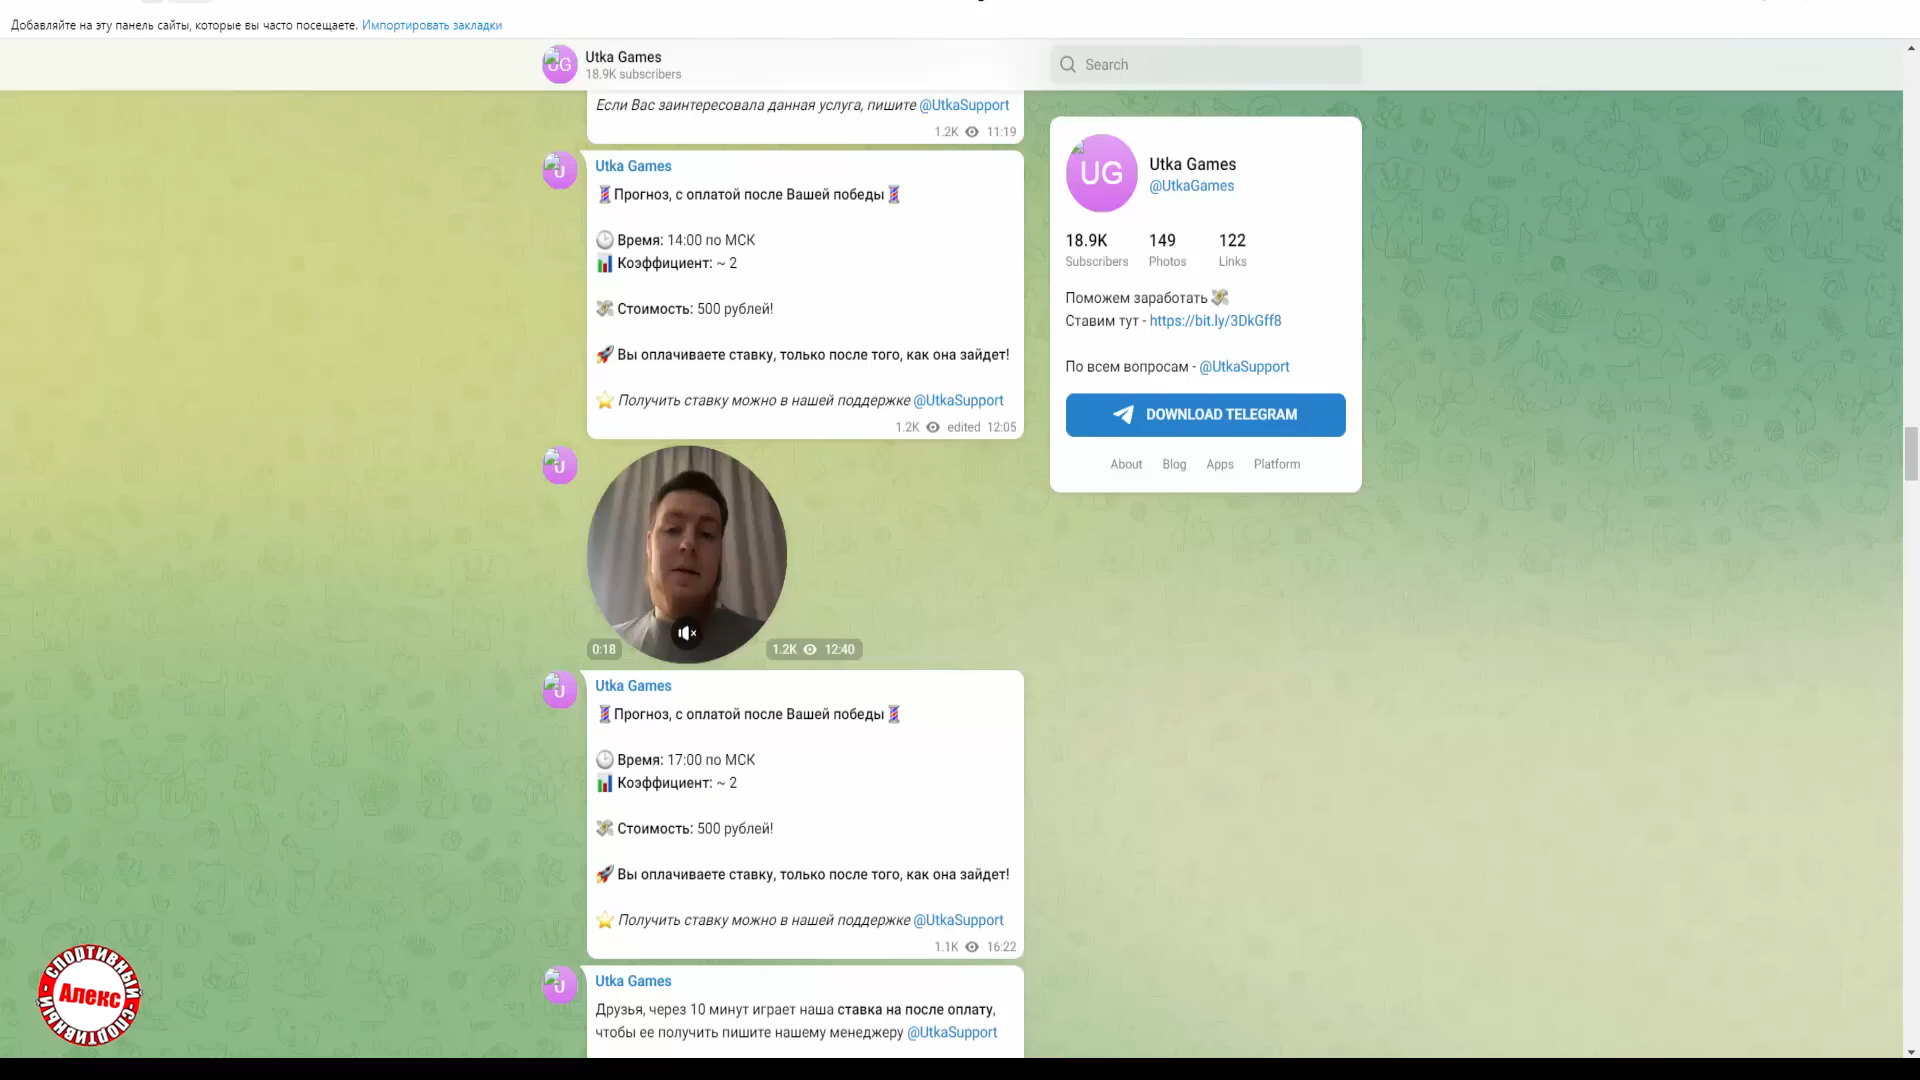 Добавляйте на эту панель сайты, которые вы часто посещаете. Импортировать закладки
Utka Games
18.9K subscribers
Search
Если Вас заинтересовала данная услуга, пишите @UtkaSupport
1.2K 11:19
Utka Games
💈Прогноз, с оплатой после Вашей победы💈
🕑 Время: 14:00 по МСК
📊 Коэффициент: ~ 2
💸 Стоимость: 500 рублей!
🚀 Вы оплачиваете ставку, только после того, как она зайдет!
⭐ Получить ставку можно в нашей поддержке @UtkaSupport
1.2K edited 12:05
0:18
1.2K 12:40
Utka Games
💈Прогноз, с оплатой после Вашей победы💈
🕑 Время: 17:00 по МСК
📊 Коэффициент: ~ 2
💸 Стоимость: 500 рублей!
🚀 Вы оплачиваете ставку, только после того, как она зайдет!
⭐ Получить ставку можно в нашей поддержке @UtkaSupport
1.1K 16:22
Utka Games
Друзья, через 10 минут играет наша ставка на после оплату,
чтобы ее получить пишите нашему менеджеру @UtkaSupport
UG
Utka Games
@UtkaGames
18.9K 149 122
Subscribers Photos Links
Поможем заработать 💸
Ставим тут - https://bit.ly/3DkGff8
По всем вопросам - @UtkaSupport
DOWNLOAD TELEGRAM
About Blog Apps Platform
СПОРТИВНЫЙ
Алекс
СПОРТИВНЫЙ